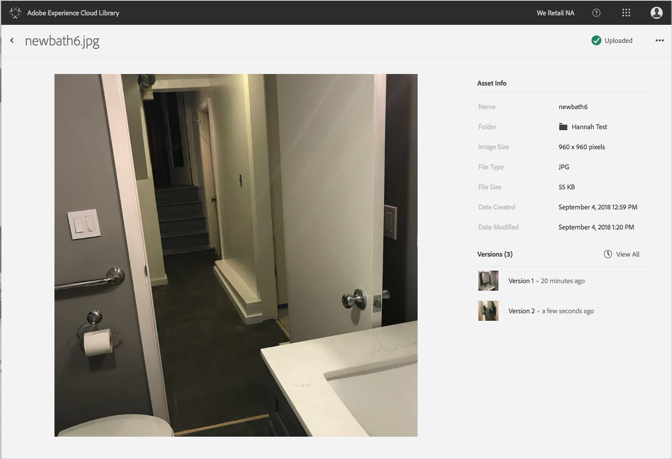 Adobe Experience Cloud Library
We Retail NA
newbath6.jpg
Uploaded
Asset Info
Name newbath6
Folder Hannah Test
Image Size 960 x 960 pixels
File Type JPG
File Size 55 KB
Date Created September 4, 2018 12:59 PM
Date Modified September 4, 2018 1:20 PM
Versions (3) View All
Version 1 • 20 minutes ago
Version 2 • a few seconds ago